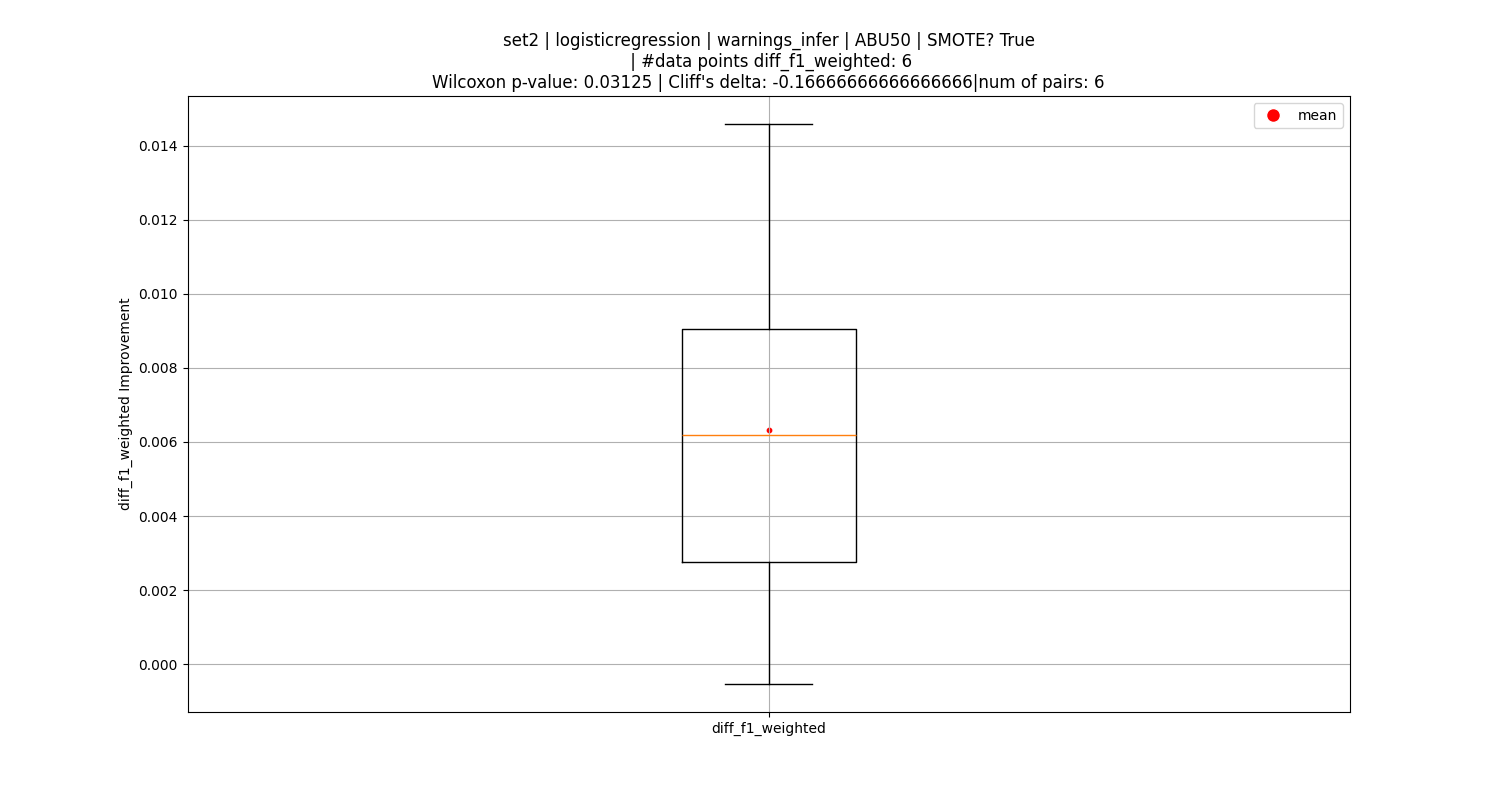 set2 | logisticregression | warnings_infer | ABU50 | SMOTE? True
| #data points diff_f1_weighted: 6
Wilcoxon p-value: 0.03125 | Cliff's delta: -0.16666666666666666|num of pairs: 6
mean
0.014
0.012
0.010
0.008
0.006
0.004
0.002
0.000
diff_f1_weighted Improvement
diff_f1_weighted